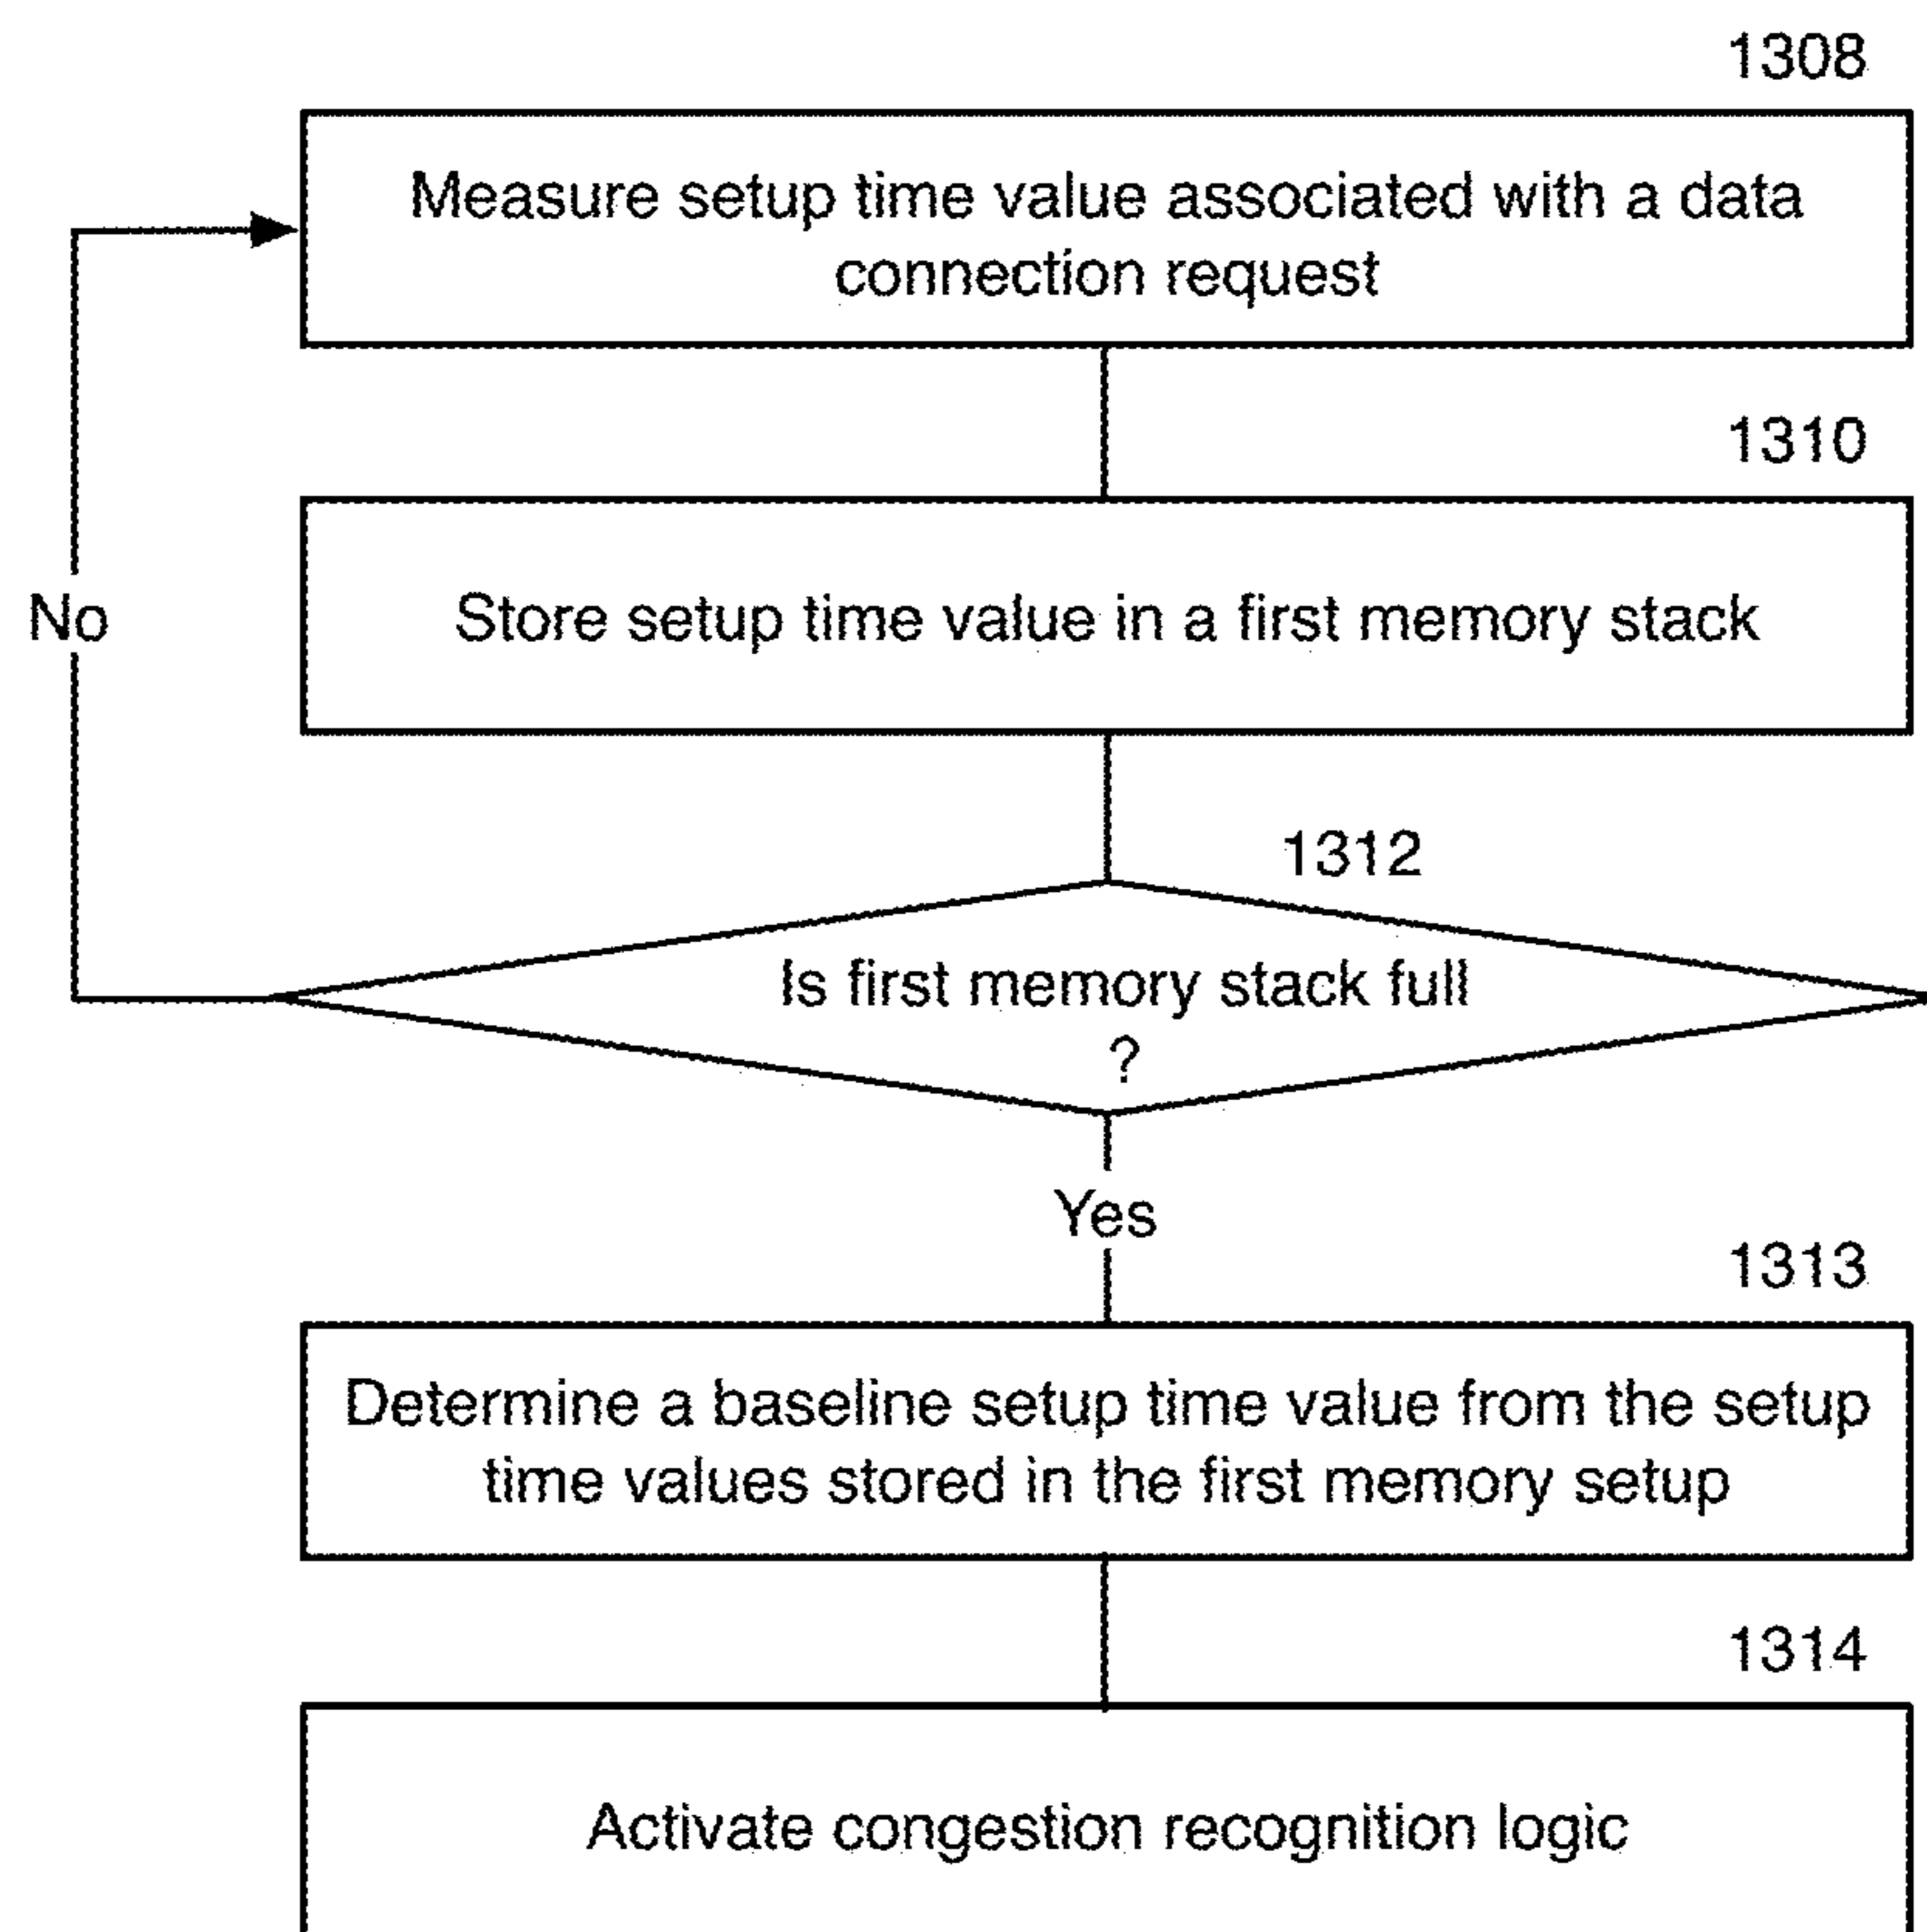 1308
Measure setup time value associated with a data
connection request
1310
No
Store setup time value in a first memory stack
1312
Is first memory stack full
?
Yes
1313
Determine a baseline setup time value from the setup
time values stored in the first memory setup
1314
Activate congestion recognition logic